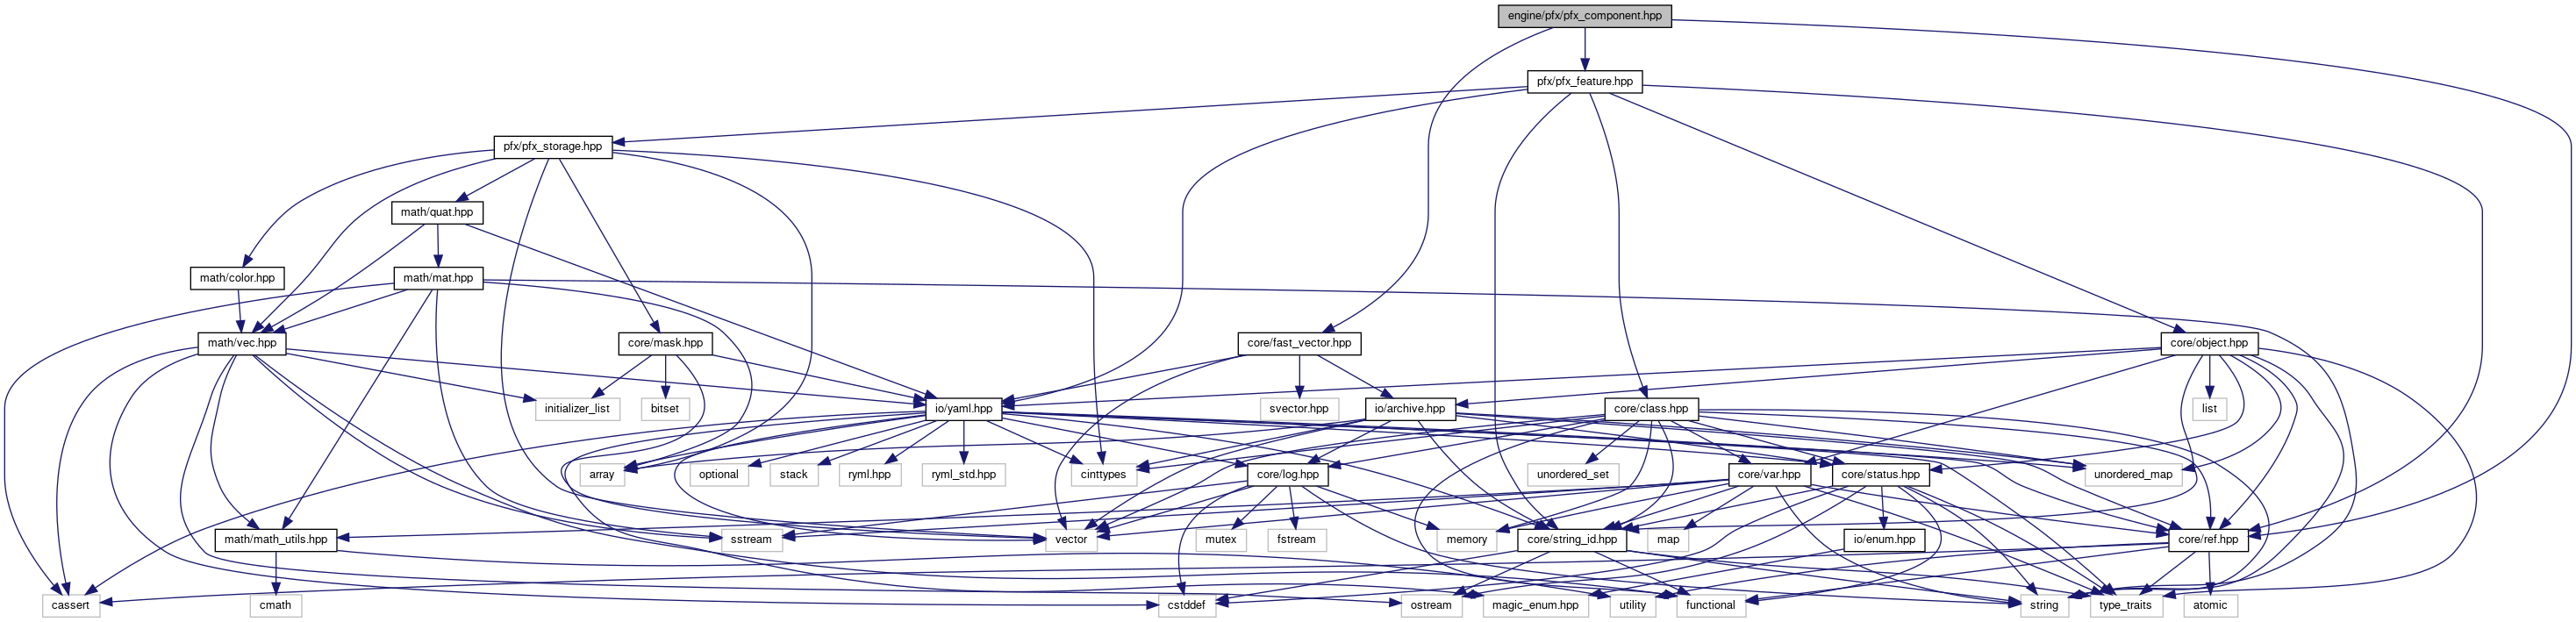 engine/pfx/pfx_component.hpp
pfx/pfx_feature.hpp
pfx/pfx_storage.hpp
math/quat.hpp
math/color.hpp
math/mat.hpp
math/vec.hpp
core/mask.hpp
core/fast_vector.hpp
core/object.hpp
initializer_list
bitset
io/yaml.hpp
svector.hpp
io/archive.hpp
core/class.hpp
list
array
optional
stack
ryml.hpp
ryml_std.hpp
cinttypes
core/log.hpp
unordered_set
core/var.hpp
core/status.hpp
unordered_map
math/math_utils.hpp
sstream
vector
mutex
fstream
memory
core/string_id.hpp
map
io/enum.hpp
core/ref.hpp
cassert
cmath
cstddef
ostream
magic_enum.hpp
utility
functional
string
type_traits
atomic